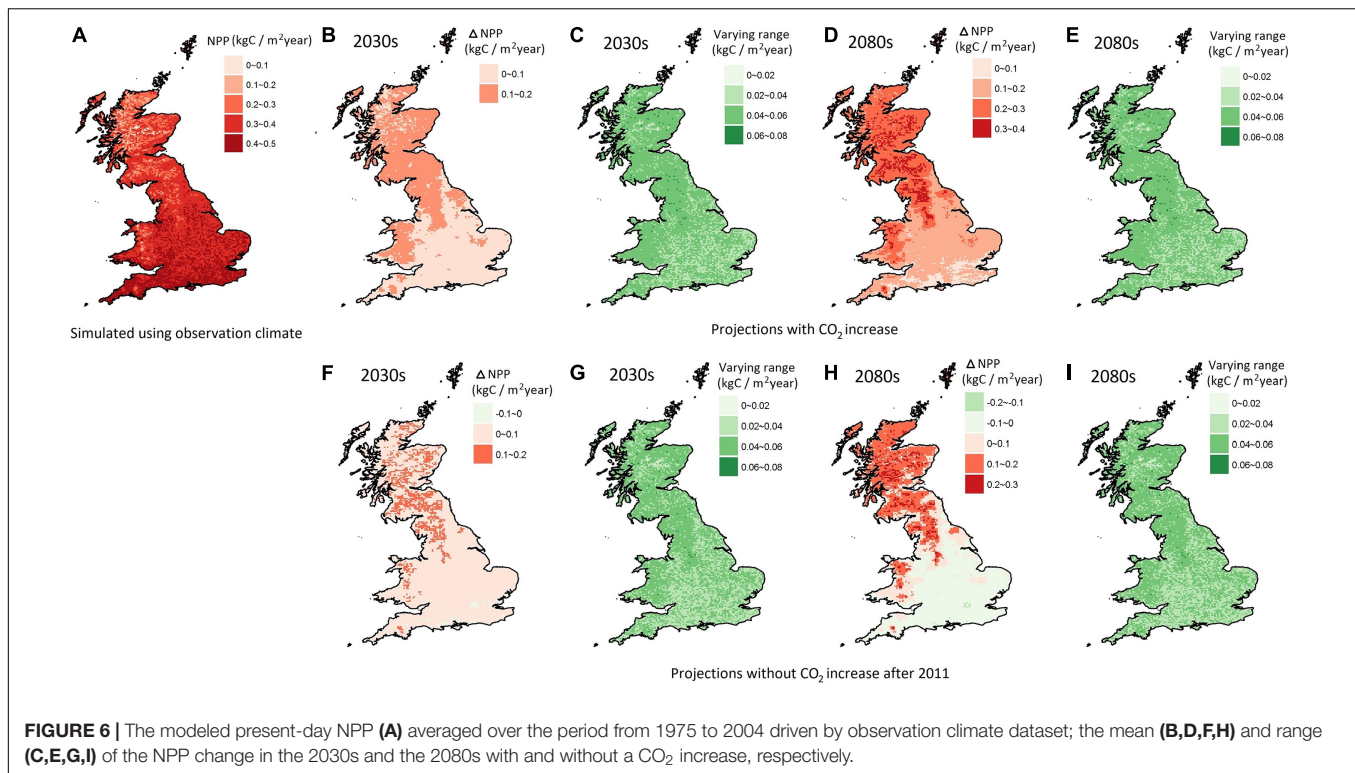 A
NPP (kgC / m²year)
0~0.1
0.1~0.2
0.2~0.3
0.3~0.4
0.4~0.5
B
2030s
Δ NPP
(kgC / m²year)
0~0.1
0.1~0.2
C
2030s
Varying range
(kgC / m²year)
0~0.02
0.02~0.04
0.04~0.06
0.06~0.08
D
2080s
Δ NPP
(kgC / m²year)
0~0.1
0.1~0.2
0.2~0.3
0.3~0.4
E
2080s
Varying range
(kgC / m²year)
0~0.02
0.02~0.04
0.04~0.06
0.06~0.08
Simulated using observation climate
Projections with CO₂ increase
F
2030s
Δ NPP
(kgC / m²year)
-0.1~0
0~0.1
0.1~0.2
G
2030s
Varying range
(kgC / m²year)
0~0.02
0.02~0.04
0.04~0.06
0.06~0.08
H
2080s
Δ NPP
(kgC / m²year)
-0.2~-0.1
-0.1~0
0~0.1
0.1~0.2
0.2~0.3
I
2080s
Varying range
(kgC / m²year)
0~0.02
0.02~0.04
0.04~0.06
0.06~0.08
Projections without CO₂ increase after 2011
FIGURE 6 | The modeled present-day NPP (A) averaged over the period from 1975 to 2004 driven by observation climate dataset; the mean (B,D,F,H) and range
(C,E,G,I) of the NPP change in the 2030s and the 2080s with and without a CO₂ increase, respectively.